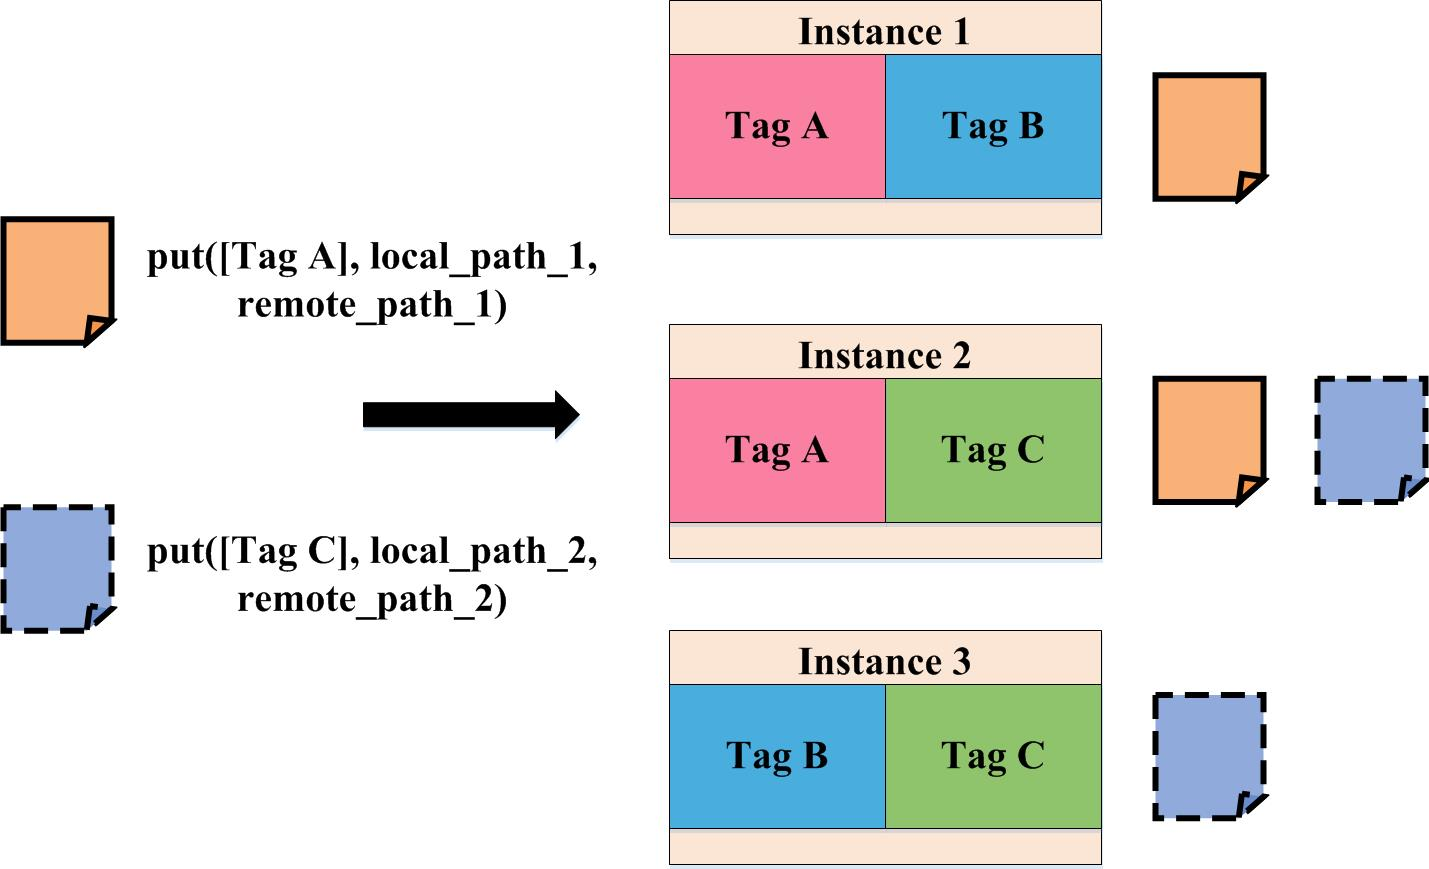 put([Tag A], local_path_1,
remote_path_1)
put([Tag C], local_path_2,
remote_path_2)
Instance 1
Tag A
Tag B
Instance 2
Tag A
Tag C
Instance 3
Tag B
Tag C